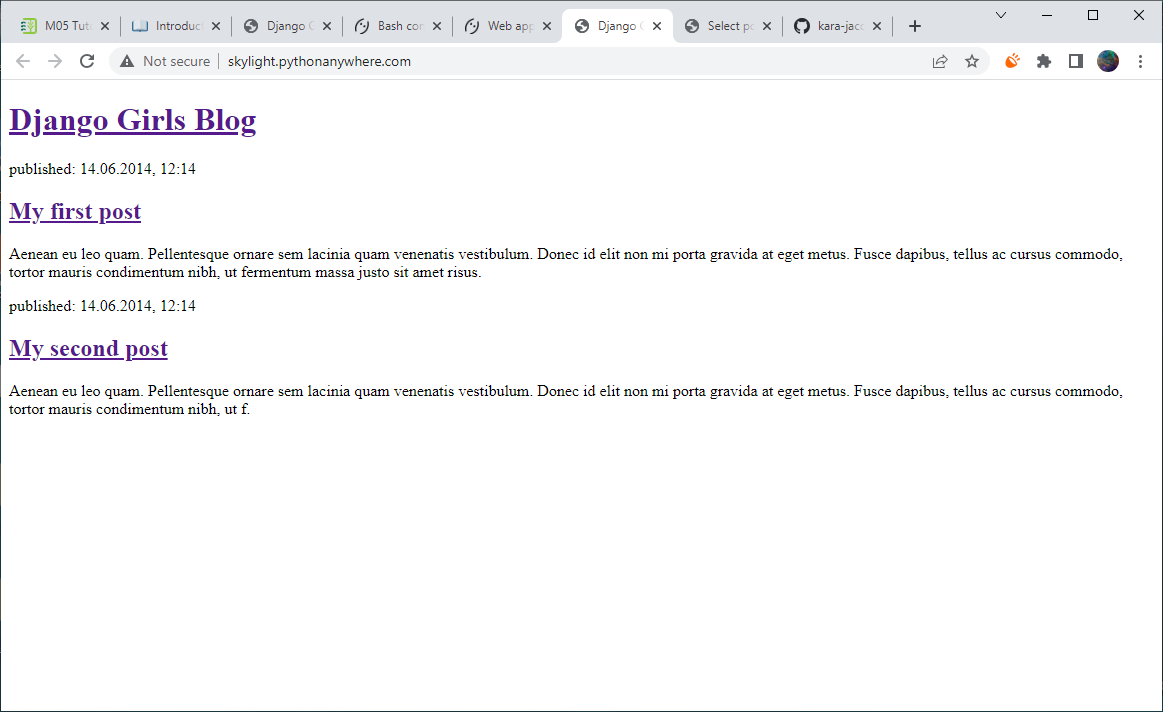 M05 Tut
Introduc
Django G
Bash con
Web app
Django G
Select po
kara-jaco
Not secure
skylight.pythonanywhere.com
Django Girls Blog
published: 14.06.2014, 12:14
My first post
Aenean eu leo quam. Pellentesque ornare sem lacinia quam venenatis vestibulum. Donec id elit non mi porta gravida at eget metus. Fusce dapibus, tellus ac cursus commodo,
tortor mauris condimentum nibh, ut fermentum massa justo sit amet risus.
published: 14.06.2014, 12:14
My second post
Aenean eu leo quam. Pellentesque ornare sem lacinia quam venenatis vestibulum. Donec id elit non mi porta gravida at eget metus. Fusce dapibus, tellus ac cursus commodo,
tortor mauris condimentum nibh, ut f.